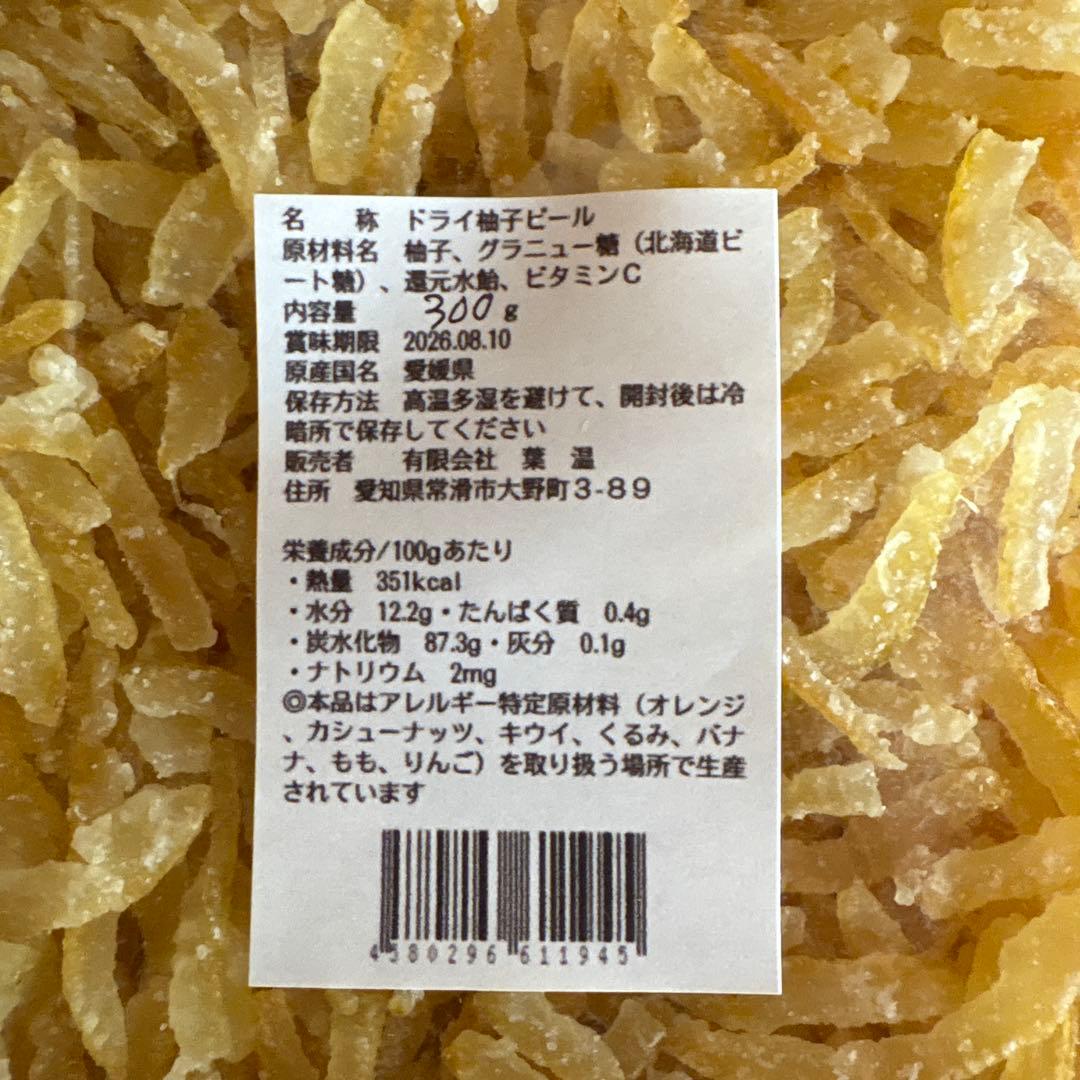 名　　称　ドライ柚子ピール
原材料名　柚子、グラニュー糖（北海道ビ
ート糖）、還元水飴、ビタミンC
内容量　　300 g
賞味期限　2026.08.10
原産国名　愛媛県
保存方法　高温多湿を避けて、開封後は冷
暗所で保存してください
販売者　　有限会社　葉　温
住所　愛知県常滑市大野町3-89
栄養成分/100gあたり
・熱量　351kcal
・水分　12.2g・たんぱく質　0.4g
・炭水化物　87.3g・灰分　0.1g
・ナトリウム　2mg
◎本品はアレルギー特定原材料（オレンジ
、カシューナッツ、キウイ、くるみ、バナ
ナ、もも、りんご）を取り扱う場所で生産
されています
4580296 611945